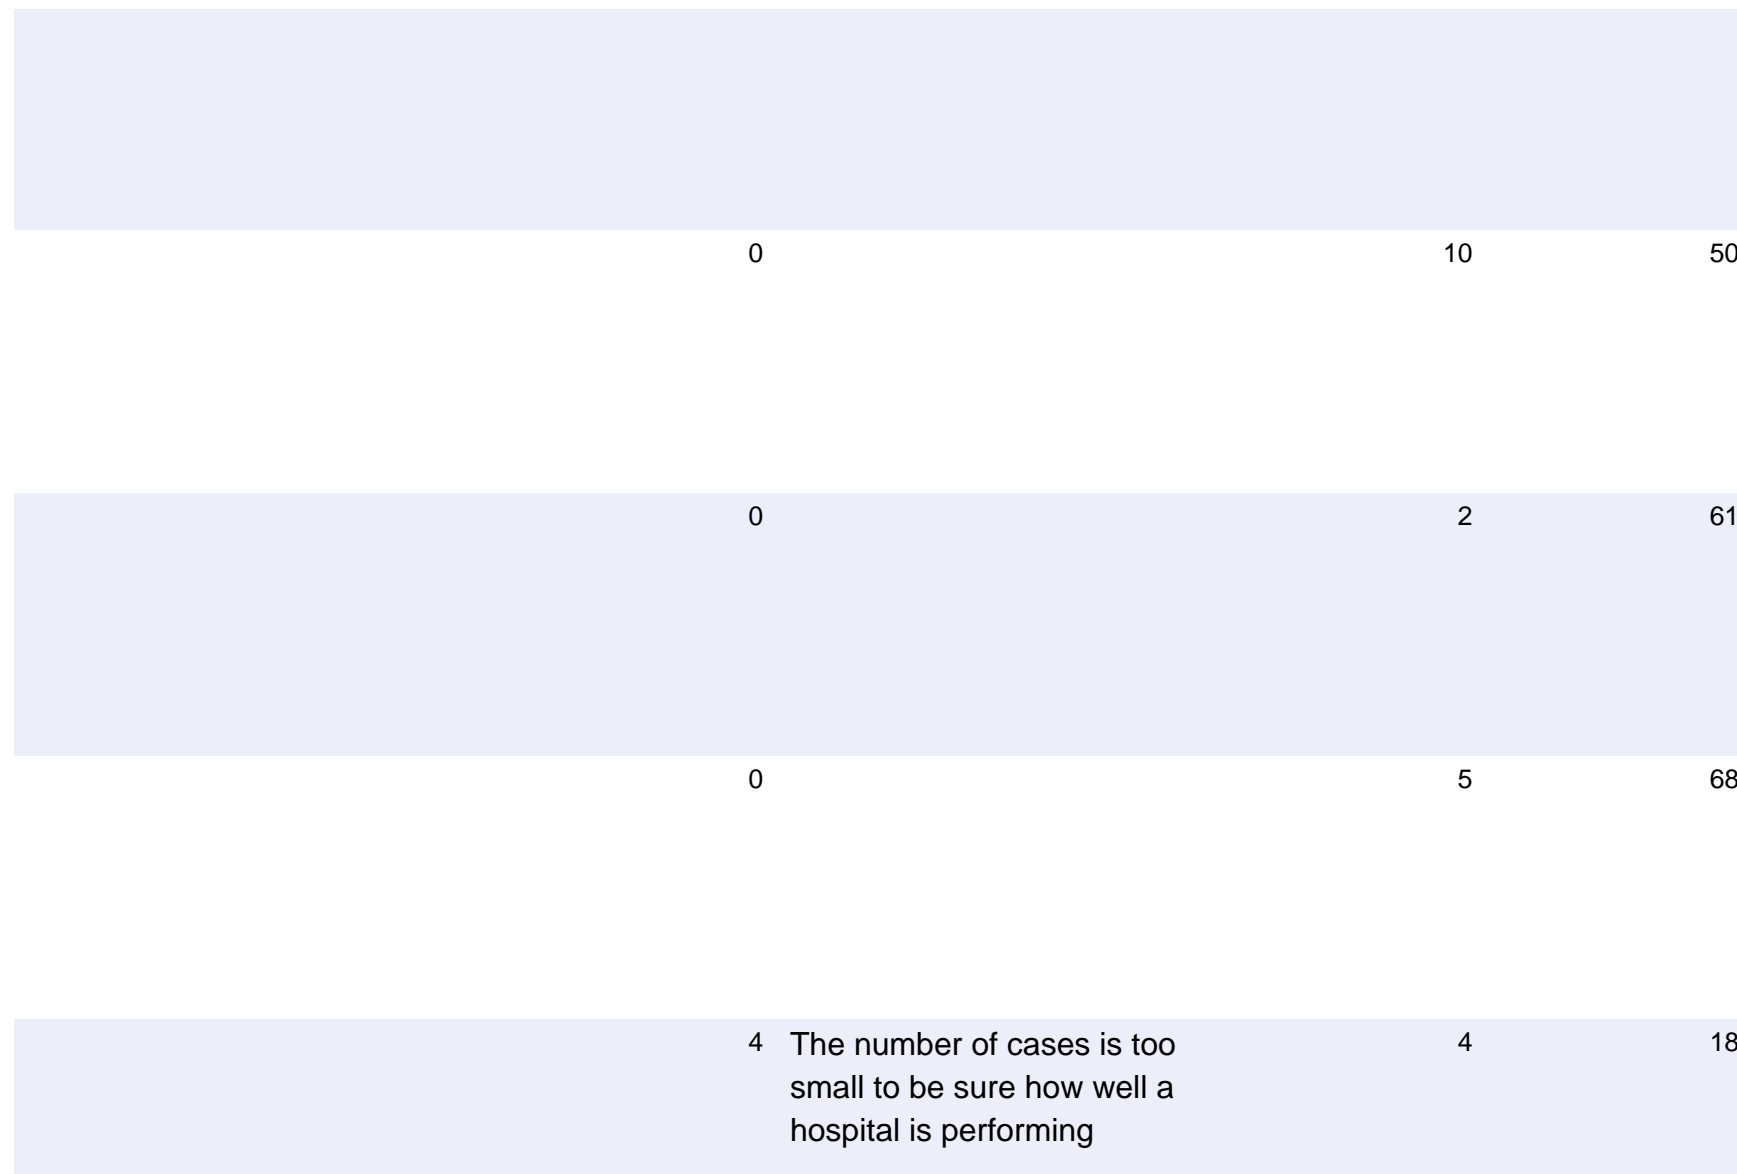 0 10 50
0 2 61
0 5 68
4 The number of cases is too 4 18
small to be sure how well a
hospital is performing